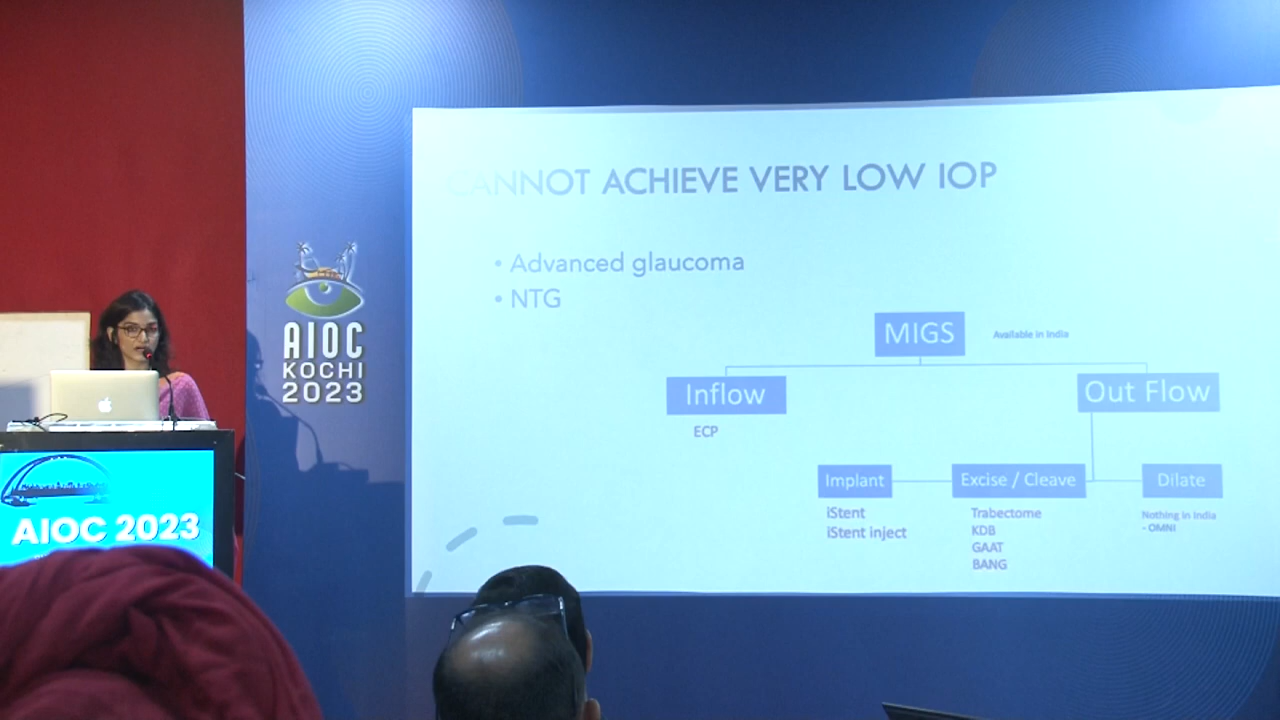 CANNOT ACHIEVE VERY LOW IOP
• Advanced glaucoma
• NTG
MIGS
Available in India
Inflow
Out Flow
ECP
Implant
Excise / Cleave
Dilate
iStent
iStent inject
Trabectome
KDB
GAAT
BANG
Nothing in India
- OMNI
AIOC
KOCHI
2023
AIOC 2023